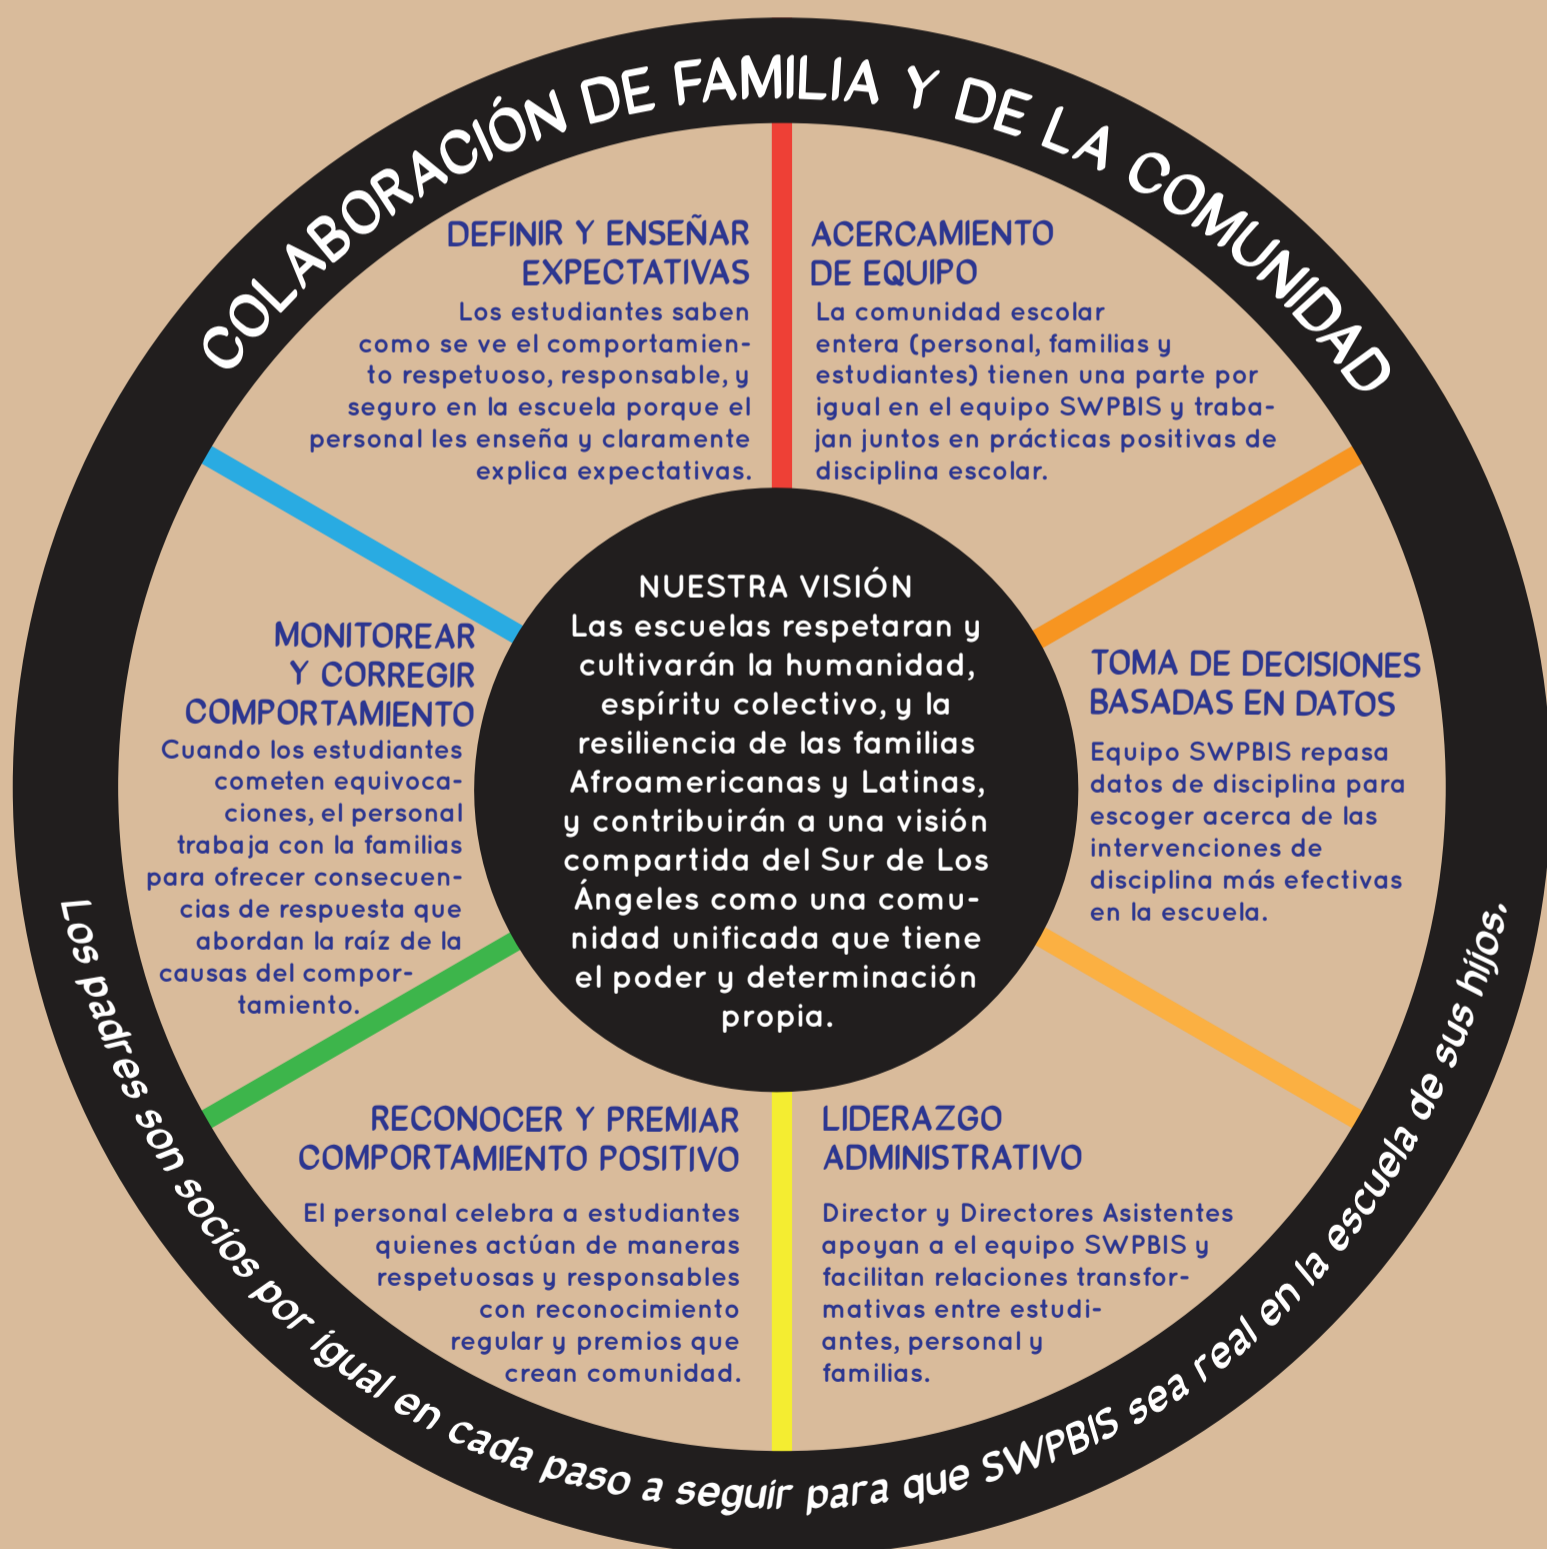 COLABORACIÓN DE FAMILIA Y DE LA COMUNIDAD
DEFINIR Y ENSEÑAR
EXPECTATIVAS
Los estudiantes saben
como se ve el comportamien-
to respetuoso, responsable, y
seguro en la escuela porque el
personal les enseña y claramente
explica expectativas.
ACERCAMIENTO
DE EQUIPO
La comunidad escolar
entera (personal, familias y
estudiantes) tienen una parte por
igual en el equipo SWPBIS y traba-
jan juntos en prácticas positivas de
disciplina escolar.
MONITOREAR
Y CORREGIR
COMPORTAMIENTO
Cuando los estudiantes
cometen equivoca-
ciones, el personal
trabaja con la familias
para ofrecer consecuen-
cias de respuesta que
abordan la raíz de la
causas del compor-
tamiento.
NUESTRA VISIÓN
Las escuelas respetaran y
cultivarán la humanidad,
espíritu colectivo, y la
resiliencia de las familias
Afroamericanas y Latinas,
y contribuirán a una visión
compartida del Sur de Los
Ángeles como una comu-
nidad unificada que tiene
el poder y determinación
propia.
TOMA DE DECISIONES
BASADAS EN DATOS
Equipo SWPBIS repasa
datos de disciplina para
escoger acerca de las
intervenciones de
disciplina más efectivas
en la escuela.
RECONOCER Y PREMIAR
COMPORTAMIENTO POSITIVO
El personal celebra a estudiantes
quienes actúan de maneras
respetuosas y responsables
con reconocimiento
regular y premios que
crean comunidad.
LIDERAZGO
ADMINISTRATIVO
Director y Directores Asistentes
apoyan a el equipo SWPBIS y
facilitan relaciones transfor-
mativas entre estudi-
antes, personal y
familias.
Los padres son socios por igual en cada paso a seguir para que SWPBIS sea real en la escuela de sus hijos.